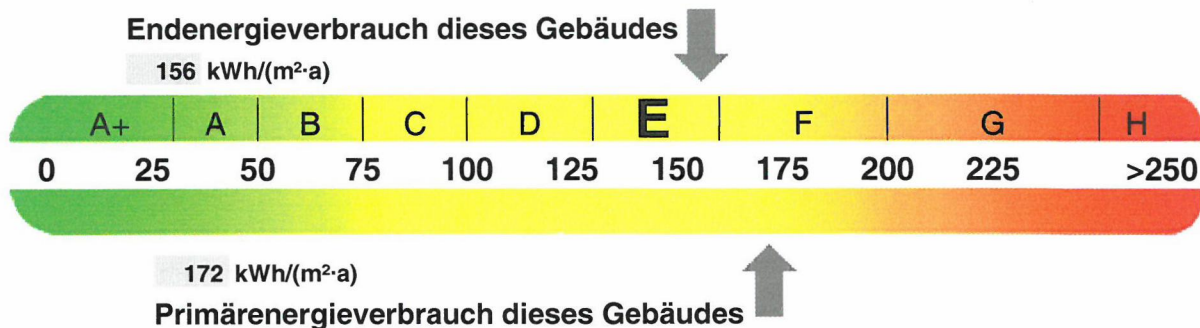 Endenergieverbrauch dieses Gebäudes
156 kWh/(m²·a)
A+ A B C D E F G H
0 25 50 75 100 125 150 175 200 225 >250
172 kWh/(m²·a)
Primärenergieverbrauch dieses Gebäudes